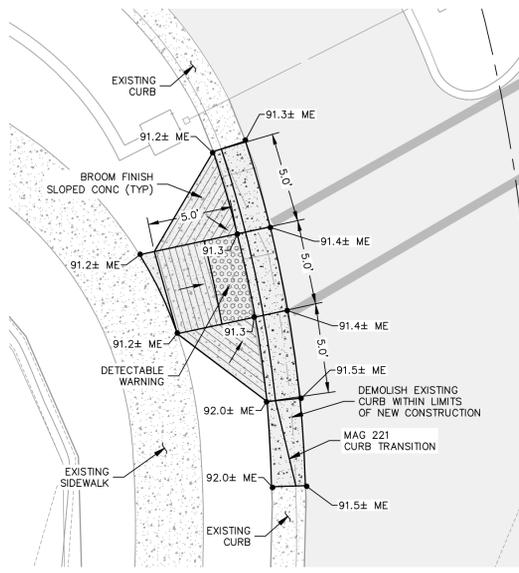 EXISTING
CURB
91.3± ME
91.2± ME
5.0'
BROOM FINISH
SLOPED CONC (TYP)
5.0'
91.2± ME
91.3
91.4± ME
5.0'
91.2± ME
91.3
91.4± ME
5.0'
DETECTABLE
WARNING
91.5± ME
92.0± ME
DEMOLISH EXISTING
CURB WITHIN LIMITS
OF NEW CONSTRUCTION
MAG 221
CURB TRANSITION
EXISTING
SIDEWALK
92.0± ME
91.5± ME
EXISTING
CURB